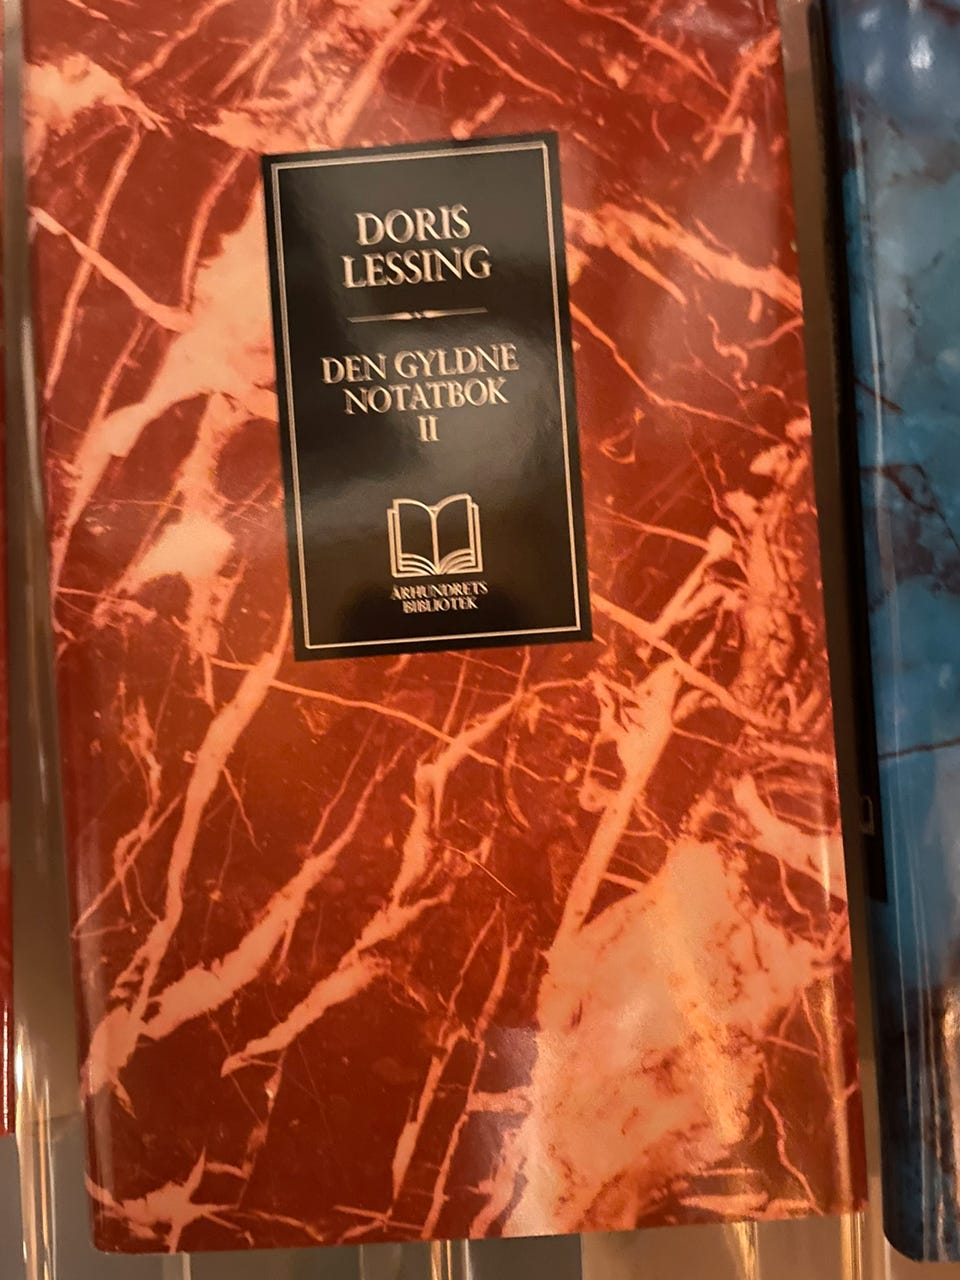 DORIS
LESSING
DEN GYLDNE
NOTATBOK
II
ÅRHUNDRETS
BIBLIOTEK